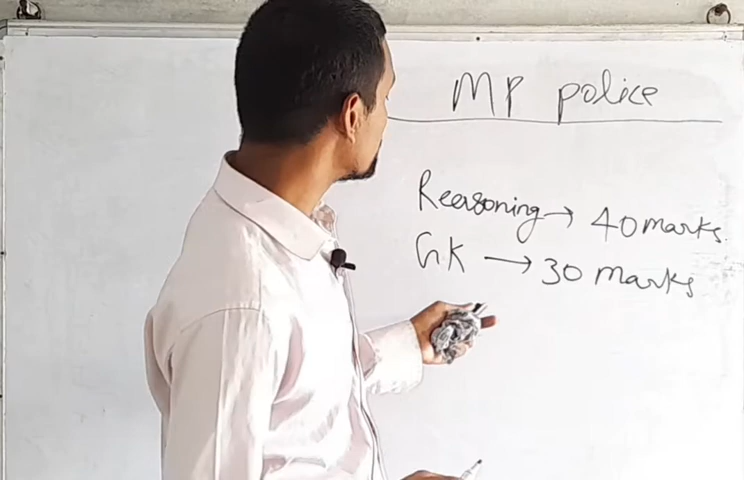 MP police
Reasoning → 40 marks.
GK → 30 marks